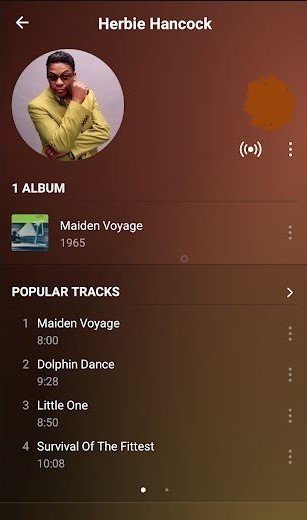 Herbie Hancock
1 ALBUM
Maiden Voyage
1965
POPULAR TRACKS
1 Maiden Voyage
8:00
2 Dolphin Dance
9:28
3 Little One
8:50
4 Survival Of The Fittest
10:08